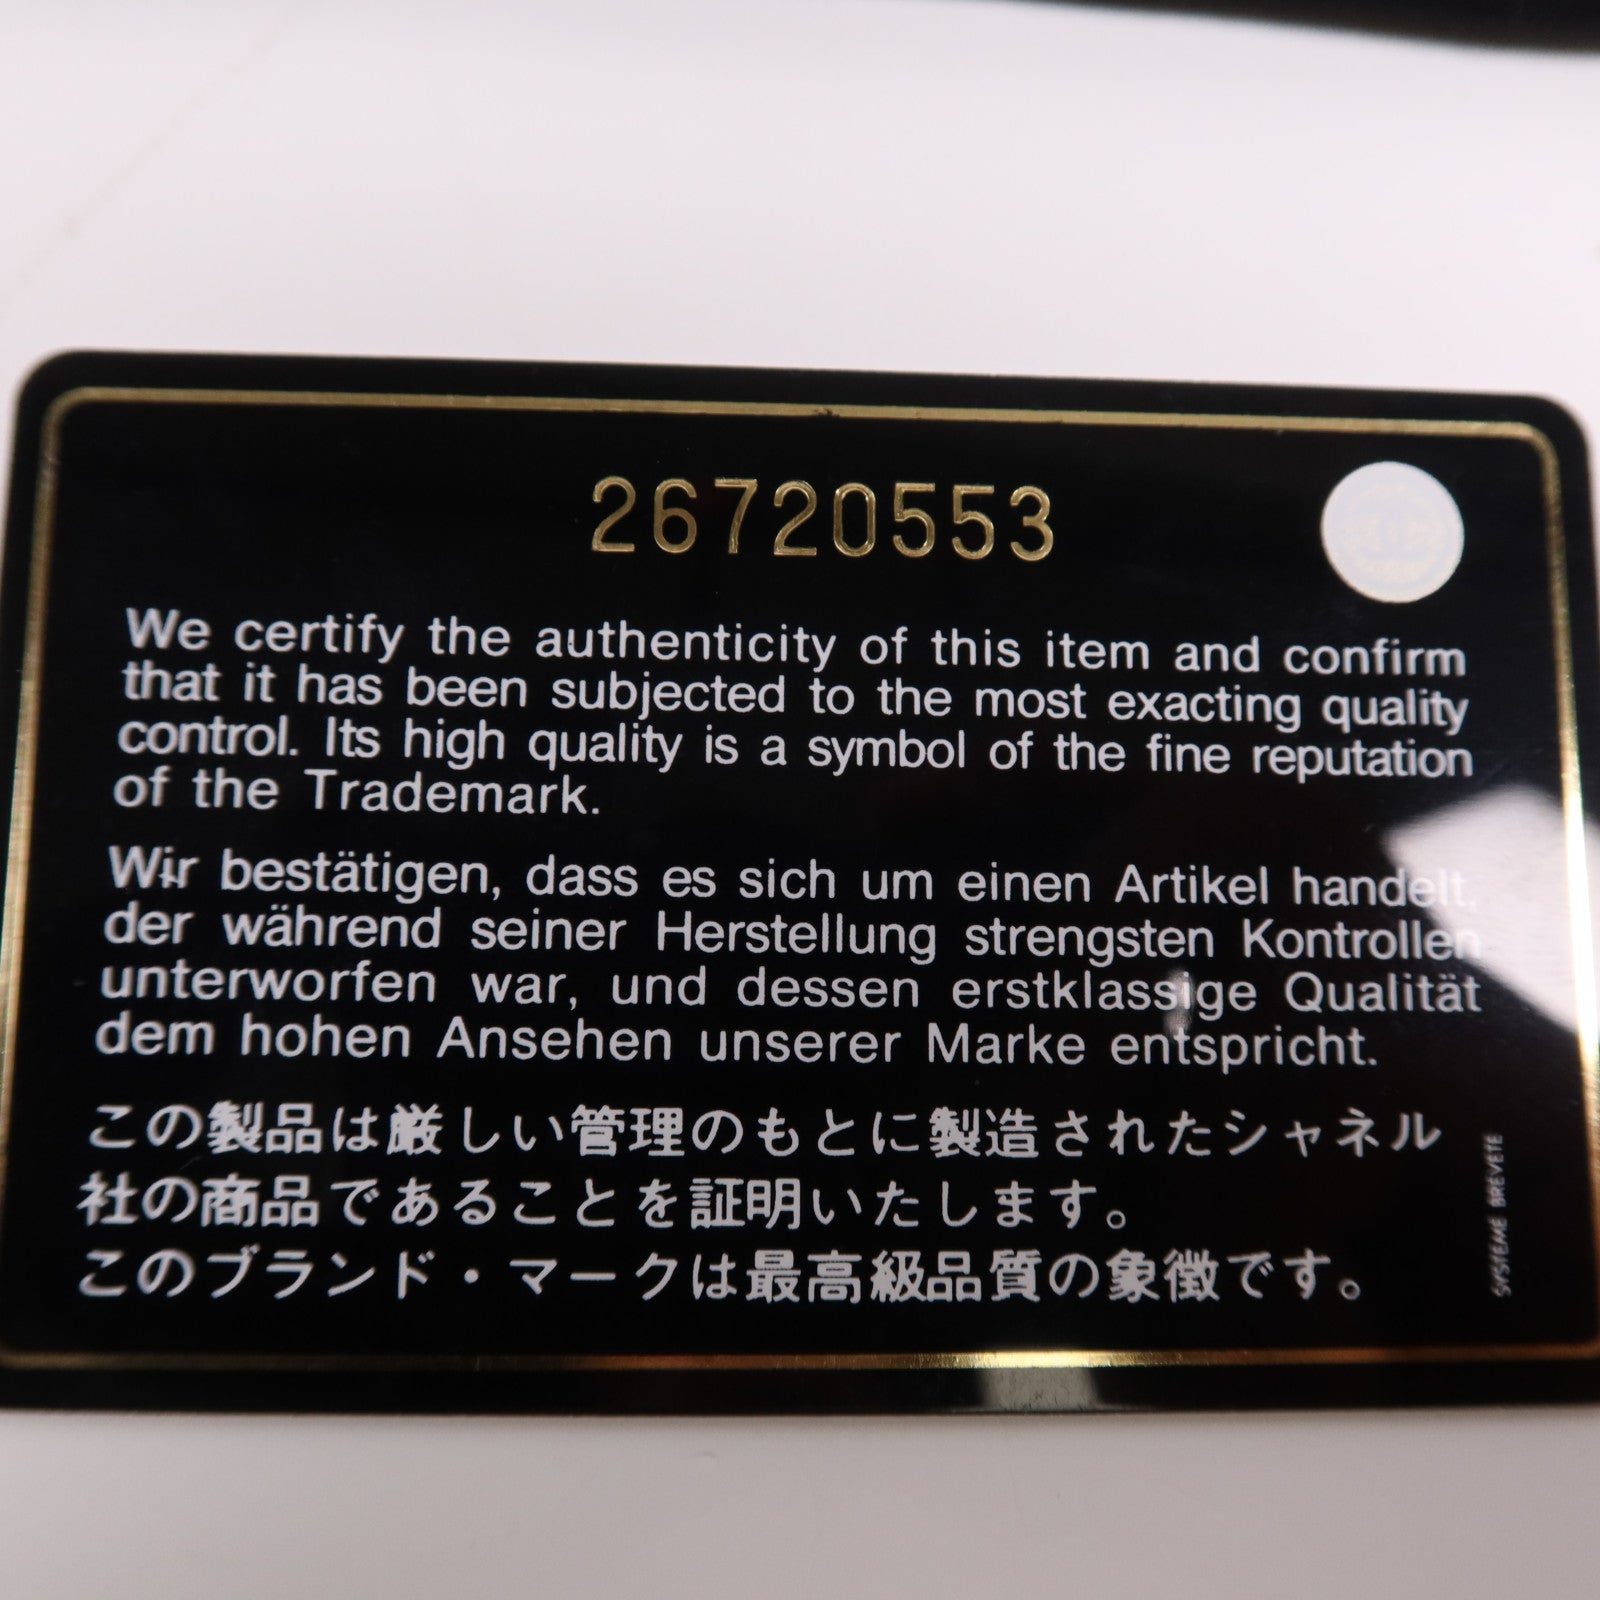 26720553
We certify the authenticity of this item and confirm
that it has been subjected to the most exacting quality
control. Its high quality is a symbol of the fine reputation
of the Trademark.
Wir bestätigen, dass es sich um einen Artikel handelt,
der während seiner Herstellung strengsten Kontrollen
unterworfen war, und dessen erstklassige Qualität
dem hohen Ansehen unserer Marke entspricht.
この製品は厳しい管理のもとに製造されたシャネル
社の商品であることを証明いたします。
このブランド・マークは最高級品質の象徴です。
SYSTEME BREVETE